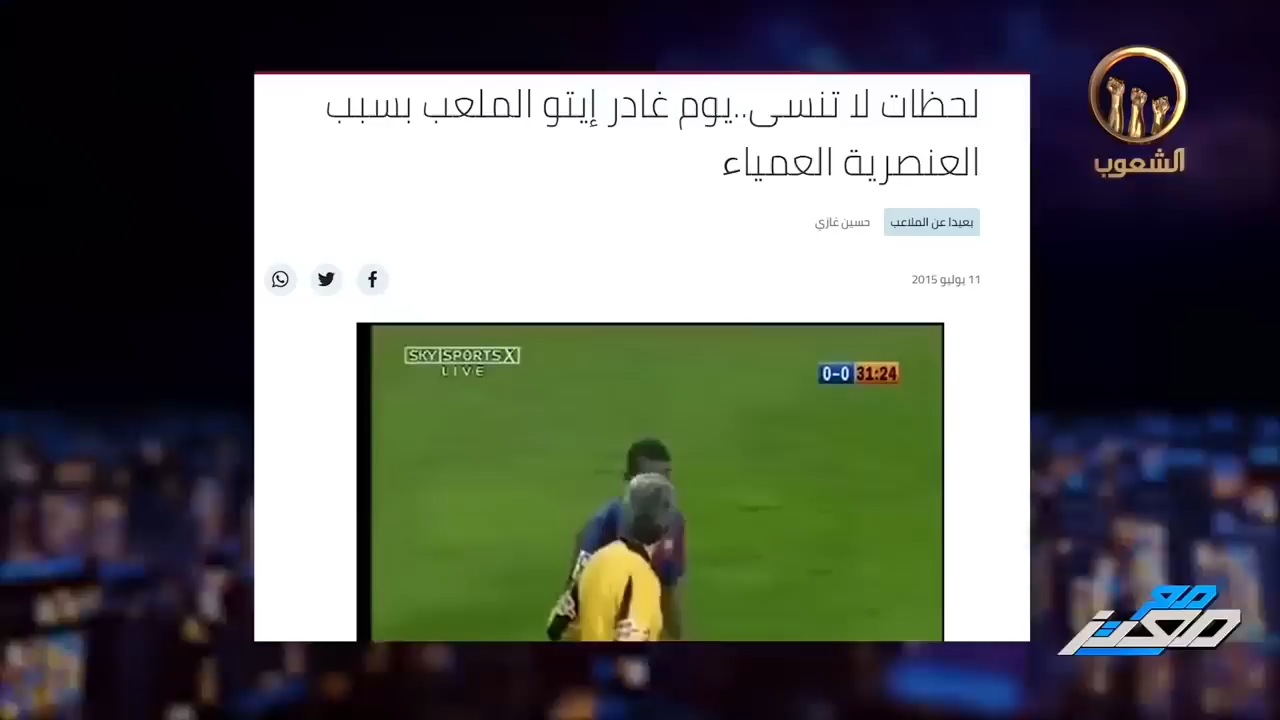 لحظات لا تنسى..يوم غادر إيتو الملعب بسبب
العنصرية العمياء
بعيدا عن الملاعب
حسين غازي
11 يوليو 2015
SKY SPORTS X
LIVE
0-0 31:24
الشعوب
مع
معتز